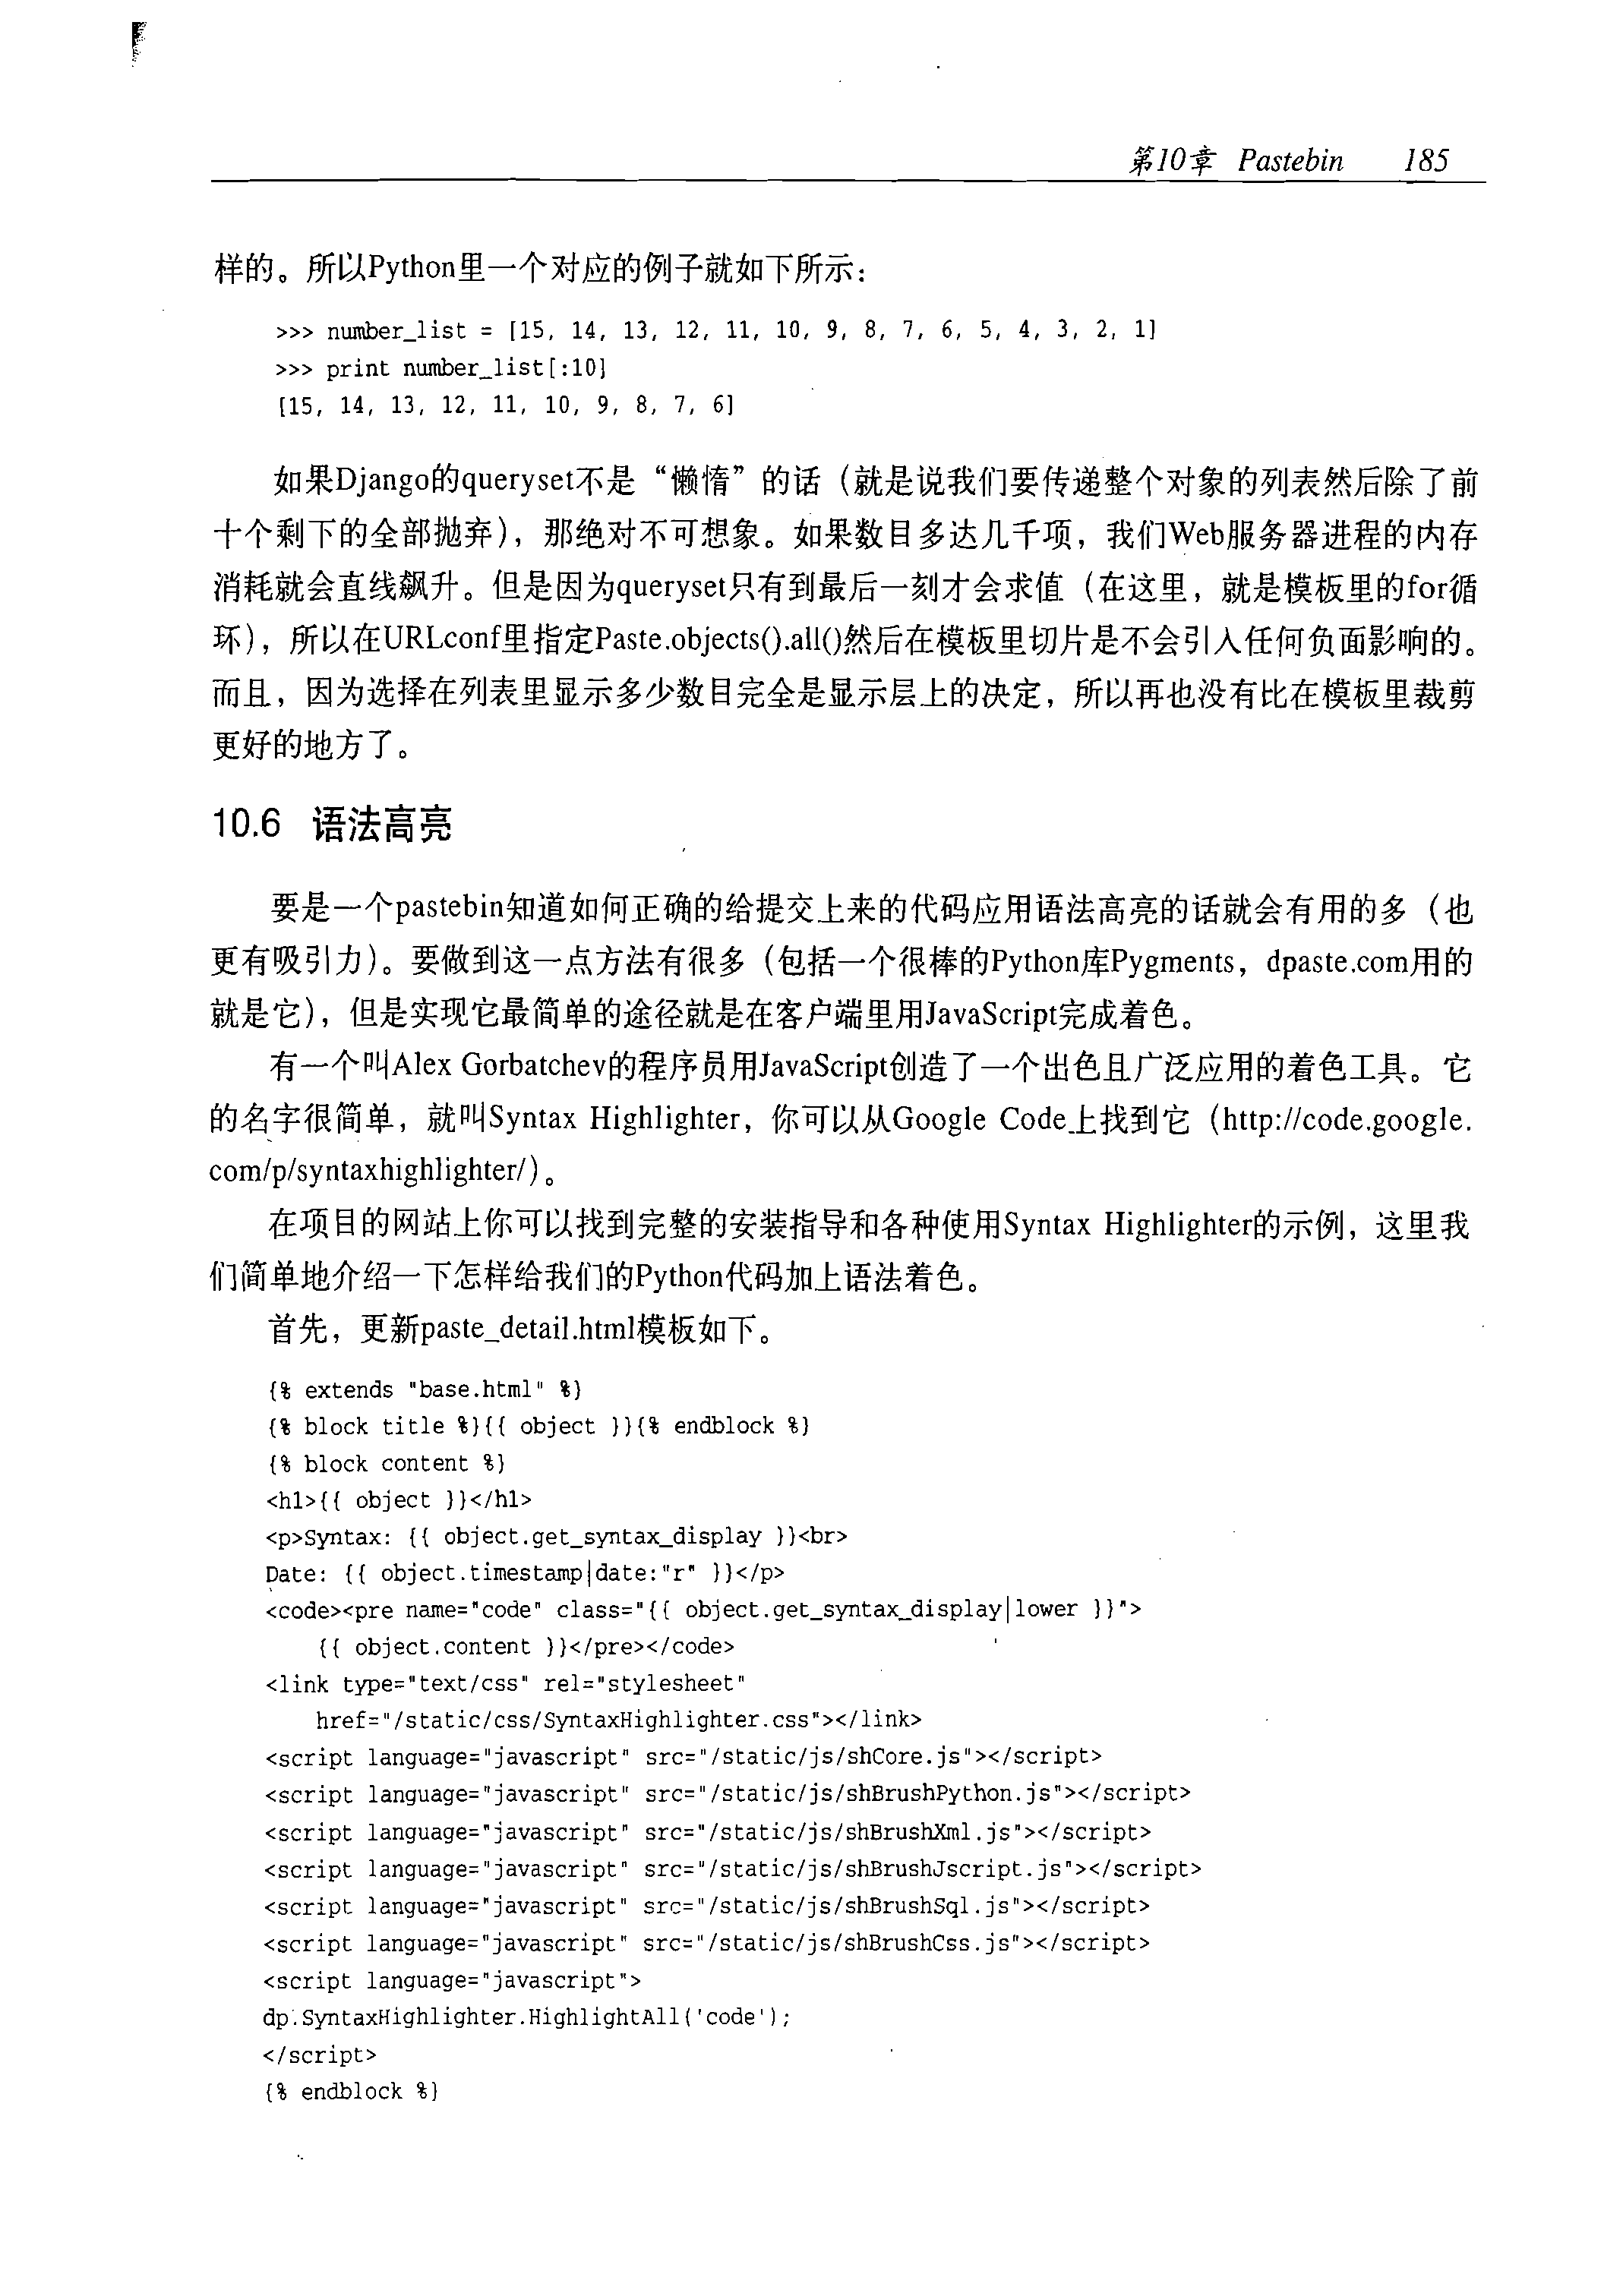 第10章 Pastebin 185
样的。所以Python里一个对应的例子就如下所示：
>>> number_list = [15, 14, 13, 12, 11, 10, 9, 8, 7, 6, 5, 4, 3, 2, 1]
>>> print number_list[:10]
[15, 14, 13, 12, 11, 10, 9, 8, 7, 6]
如果Django的queryset不是“懒惰”的话（就是说我们要传递整个对象的列表然后除了前
十个剩下的全部抛弃），那绝对不可想象。如果数目多达几千项，我们Web服务器进程的内存
消耗就会直线飙升。但是因为queryset只有到最后一刻才会求值（在这里，就是模板里的for循
环），所以在URLconf里指定Paste.objects().all()然后在模板里切片是不会引入任何负面影响的。
而且，因为选择在列表里显示多少数目完全是显示层上的决定，所以再也没有比在模板里裁剪
更好的地方了。
10.6 语法高亮
要是一个pastebin知道如何正确的给提交上来的代码应用语法高亮的话就会有用的多（也
更有吸引力）。要做到这一点方法有很多（包括一个很棒的Python库Pygments，dpaste.com用的
就是它），但是实现它最简单的途径就是在客户端里用JavaScript完成着色。
有一个叫Alex Gorbatchev的程序员用JavaScript创造了一个出色且广泛应用的着色工具。它
的名字很简单，就叫Syntax Highlighter，你可以从Google Code上找到它（http://code.google.
com/p/syntaxhighlighter/）。
在项目的网站上你可以找到完整的安装指导和各种使用Syntax Highlighter的示例，这里我
们简单地介绍一下怎样给我们的Python代码加上语法着色。
首先，更新paste_detail.html模板如下。
{% extends "base.html" %}
{% block title %}{{ object }}{% endblock %}
{% block content %}
<h1>{{ object }}</h1>
<p>Syntax: {{ object.get_syntax_display }}<br>
Date: {{ object.timestamp|date:"r" }}</p>
<code><pre name="code" class="{{ object.get_syntax_display|lower }}">
{{ object.content }}</pre></code>
<link type="text/css" rel="stylesheet"
href="/static/css/SyntaxHighlighter.css"></link>
<script language="javascript" src="/static/js/shCore.js"></script>
<script language="javascript" src="/static/js/shBrushPython.js"></script>
<script language="javascript" src="/static/js/shBrushXml.js"></script>
<script language="javascript" src="/static/js/shBrushJscript.js"></script>
<script language="javascript" src="/static/js/shBrushSql.js"></script>
<script language="javascript" src="/static/js/shBrushCss.js"></script>
<script language="javascript">
dp.SyntaxHighlighter.HighlightAll('code');
</script>
{% endblock %}